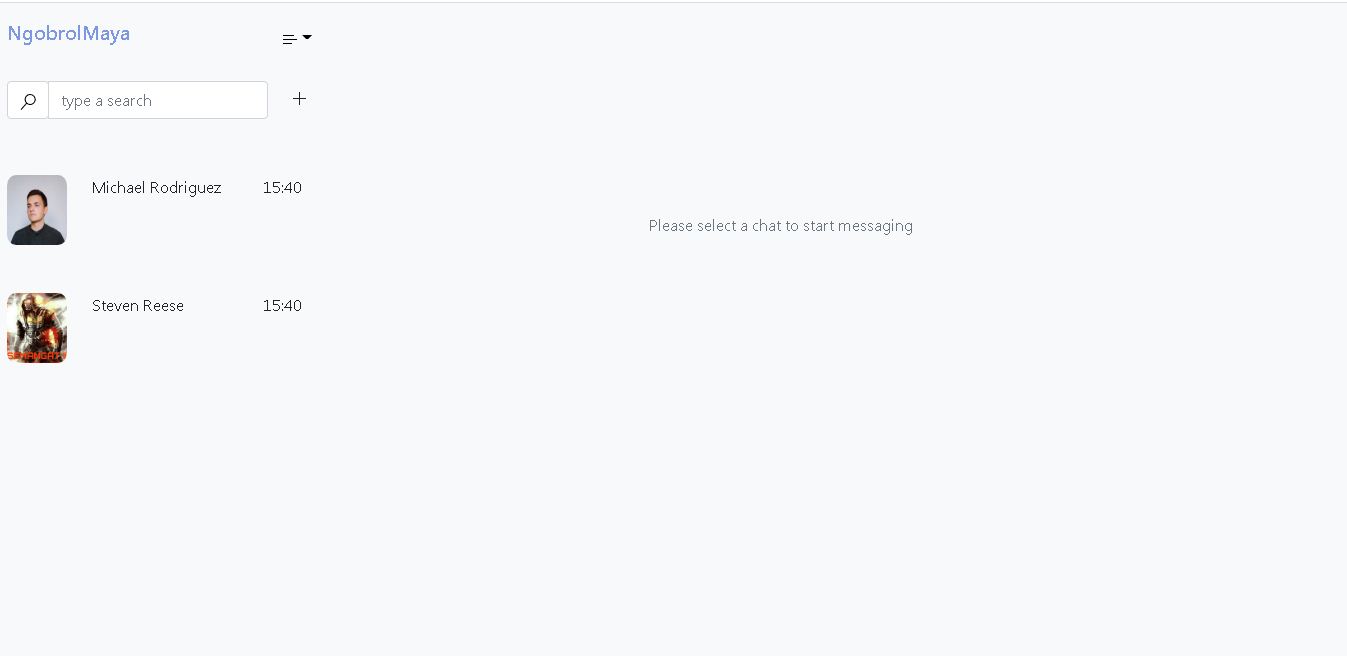 NgobrolMaya
type a search
Michael Rodriguez 15:40
Please select a chat to start messaging
Steven Reese 15:40